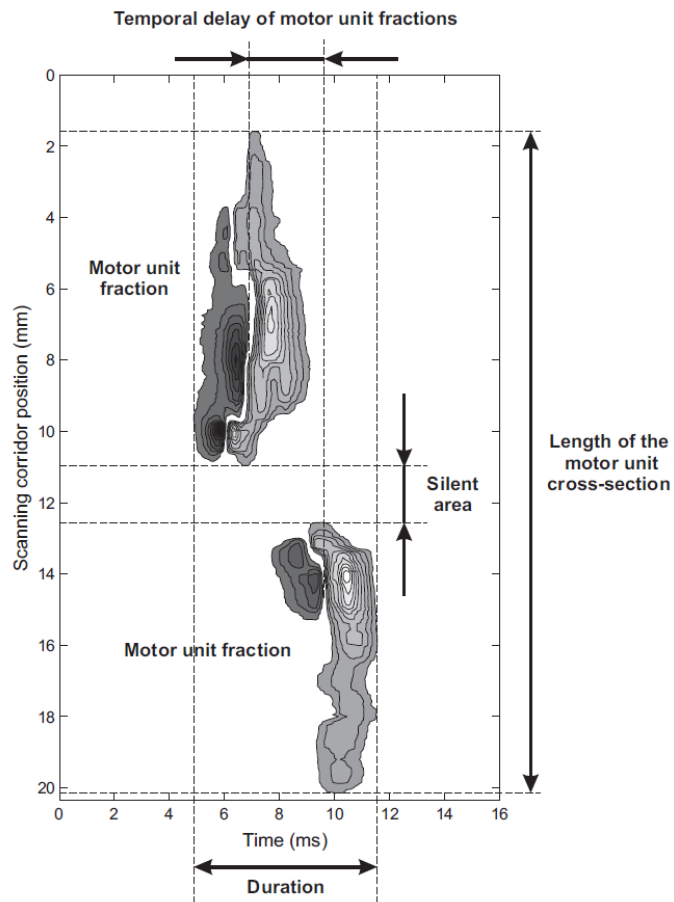 Temporal delay of motor unit fractions
0
2
4
6
8
10
12
14
16
18
20
Scanning corridor position (mm)
Motor unit
fraction
Silent
area
Length of the
motor unit
cross-section
Motor unit fraction
0
2
4
6
8
10
12
14
16
Time (ms)
Duration